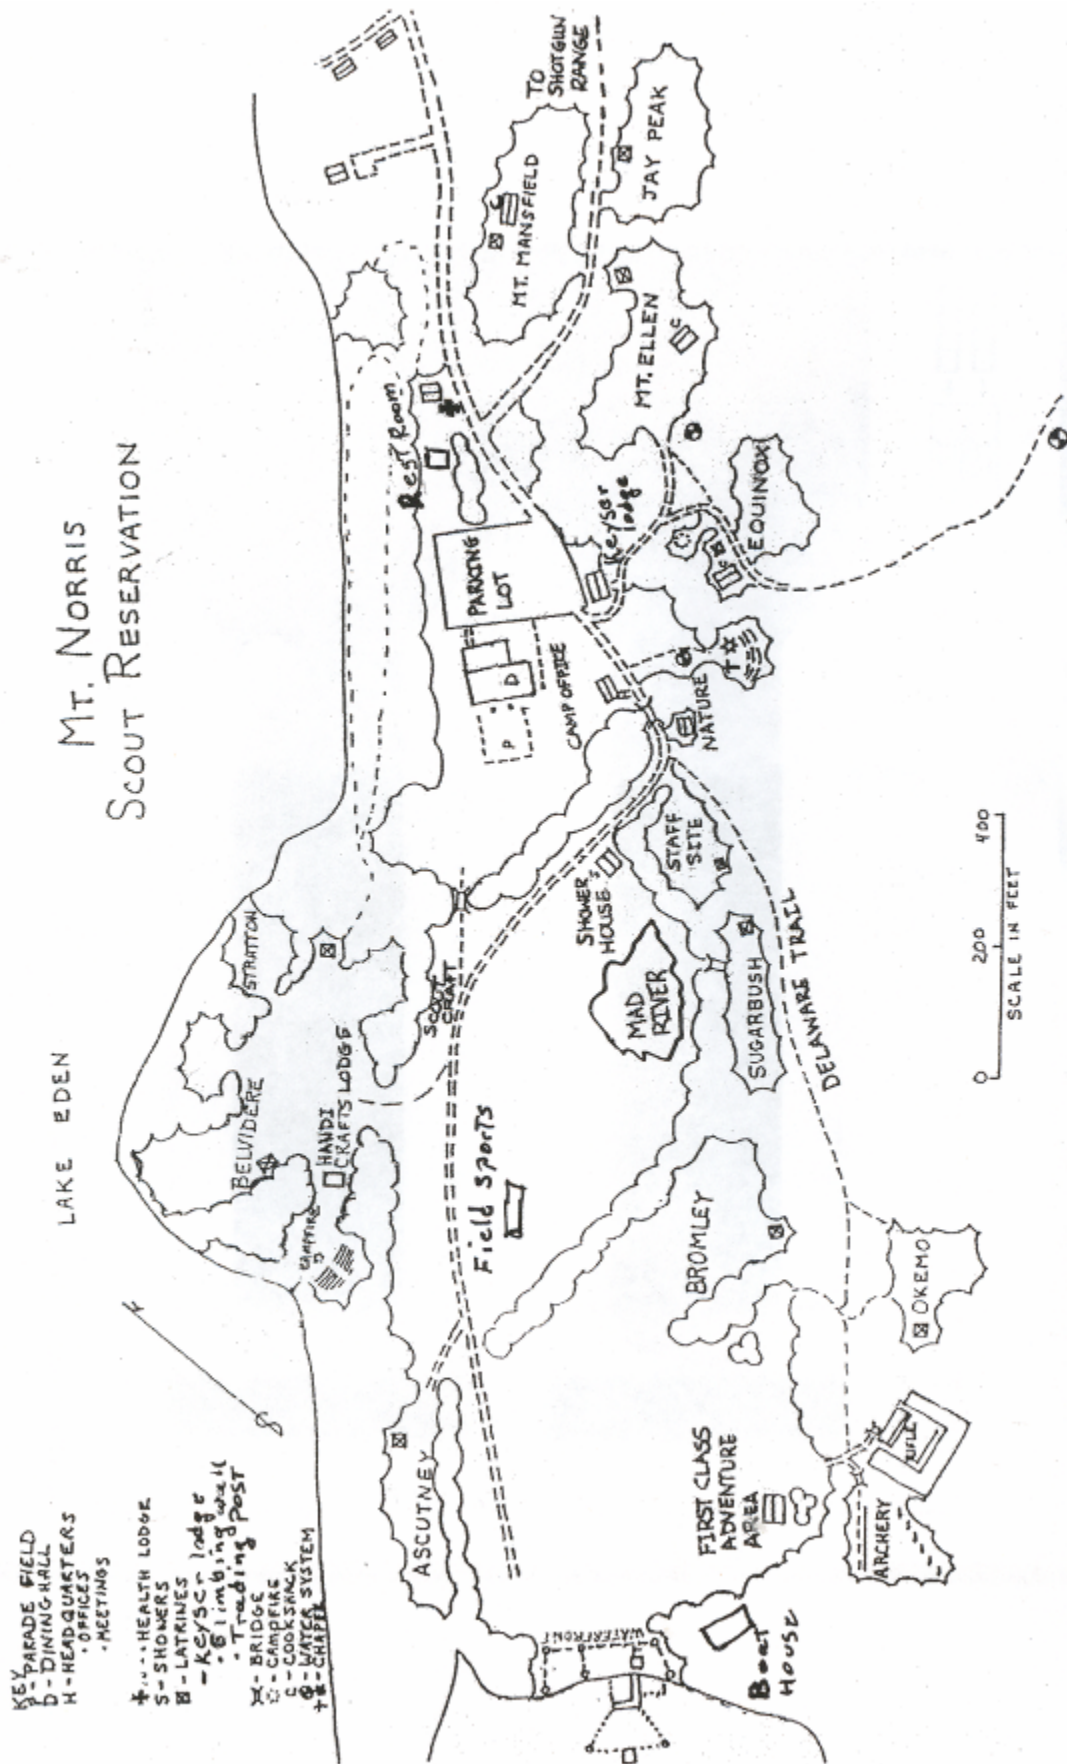 MT. NORRIS
SCOUT RESERVATION
LAKE EDEN
KEY
P - PARADE FIELD
D - DINING HALL
H - HEADQUARTERS
• OFFICES
• MEETINGS
HEALTH LODGE
S - SHOWERS
- LATRINES
- Keyser lodge
• Climbing wall
• Trading Post
- BRIDGE
- CAMPFIRE
C - COOKSHACK
- WATER SYSTEM
- CHAPEL
STRATTON
BELVIDERE
HANDI
CRAFTS LODGE
CAMPFIRE
ASCUTNEY
SCOUT
CRAFT
Field Sports
Rest Room
PARKING
LOT
D
P
CAMP OFFICE
H
NATURE
Keyser
lodge
TO
SHOTGUN
RANGE
MT. MANSFIELD
C
JAY PEAK
MT. ELLEN
C
EQUINOX
C
SHOWER
HOUSE
S
STAFF
SITE
MAD
RIVER
SUGARBUSH
DELAWARE TRAIL
BROMLEY
OKEMO
FIRST CLASS
ADVENTURE
AREA
RIFLE
ARCHERY
WATERFRONT
Boat
HOUSE
0 200 400
SCALE IN FEET